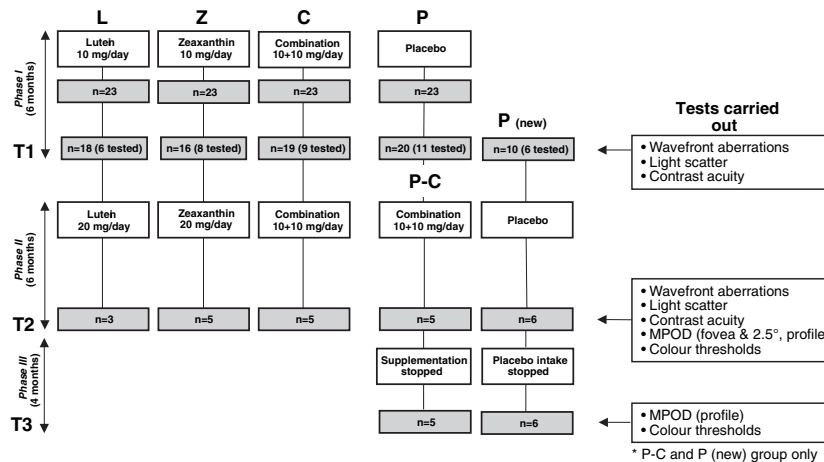 L Z C P
Lutein
10 mg/day
Zeaxanthin
10 mg/day
Combination
10+10 mg/day
Placebo
Phase I
(6 months)
n=23 n=23 n=23 n=23
P (new)
Tests carried
out
T1
n=18 (6 tested) n=16 (8 tested) n=19 (9 tested) n=20 (11 tested) n=10 (6 tested)
• Wavefront aberrations
• Light scatter
• Contrast acuity
P-C
Lutein
20 mg/day
Zeaxanthin
20 mg/day
Combination
10+10 mg/day
Combination
10+10 mg/day
Placebo
Phase II
(6 months)
T2
n=3 n=5 n=5 n=5 n=6
• Wavefront aberrations
• Light scatter
• Contrast acuity
• MPOD (fovea & 2.5°, profile
• Colour thresholds
Phase III
(4 months)
Supplementation
stopped
Placebo intake
stopped
T3
n=5 n=6
• MPOD (profile)
• Colour thresholds
* P-C and P (new) group only